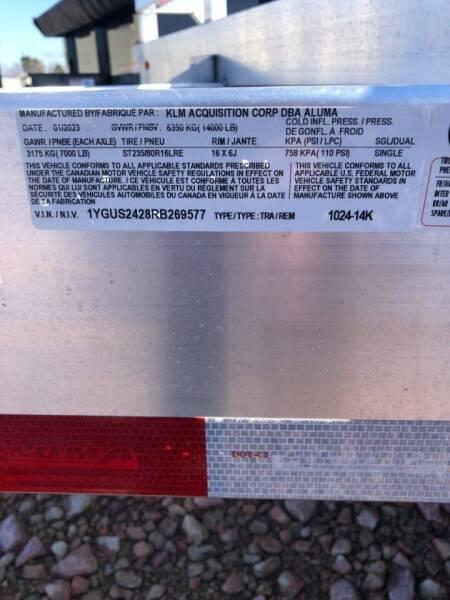 MANUFACTURED BY/FABRIQUÉ PAR: KLM ACQUISITION CORP DBA ALUMA
DATE: 01/2023 GVWR/PNBV: 6350 KG(14000 LB) COLD INFL. PRESS./PRESS. DE GONFL. À FROID
GAWR/PNBE (EACH AXLE) TIRE/PNEU RIM/JANTE KPA (PSI/LPC) SGL/DUAL
3175 KG(7000 LB) ST235/80R16LRE 16 X 6J 758 KPA(110 PSI) SINGLE
THIS VEHICLE CONFORMS TO ALL APPLICABLE STANDARDS PRESCRIBED
UNDER THE CANADIAN MOTOR VEHICLE SAFETY REGULATIONS IN EFFECT
ON THE DATE OF MANUFACTURE./CE VÉHICULE EST CONFORME À TOUTES LES
NORMES QUI LUI SONT APPLICABLES EN VERTU DU RÈGLEMENT SUR LA
SÉCURITÉ DES VÉHICULES AUTOMOBILES DU CANADA EN VIGUEUR À LA DATE
DE SA FABRICATION
THIS VEHICLE CONFORMS TO ALL
APPLICABLE U.S. FEDERAL MOTOR
VEHICLE SAFETY STANDARDS IN
EFFECT ON THE DATE OF
MANUFACTURE SHOWN ABOVE
V.I.N./N.I.V. 1YGUS2428RB269577 TYPE/TYPE: TRA/REM 1024-14K
DOT-C2